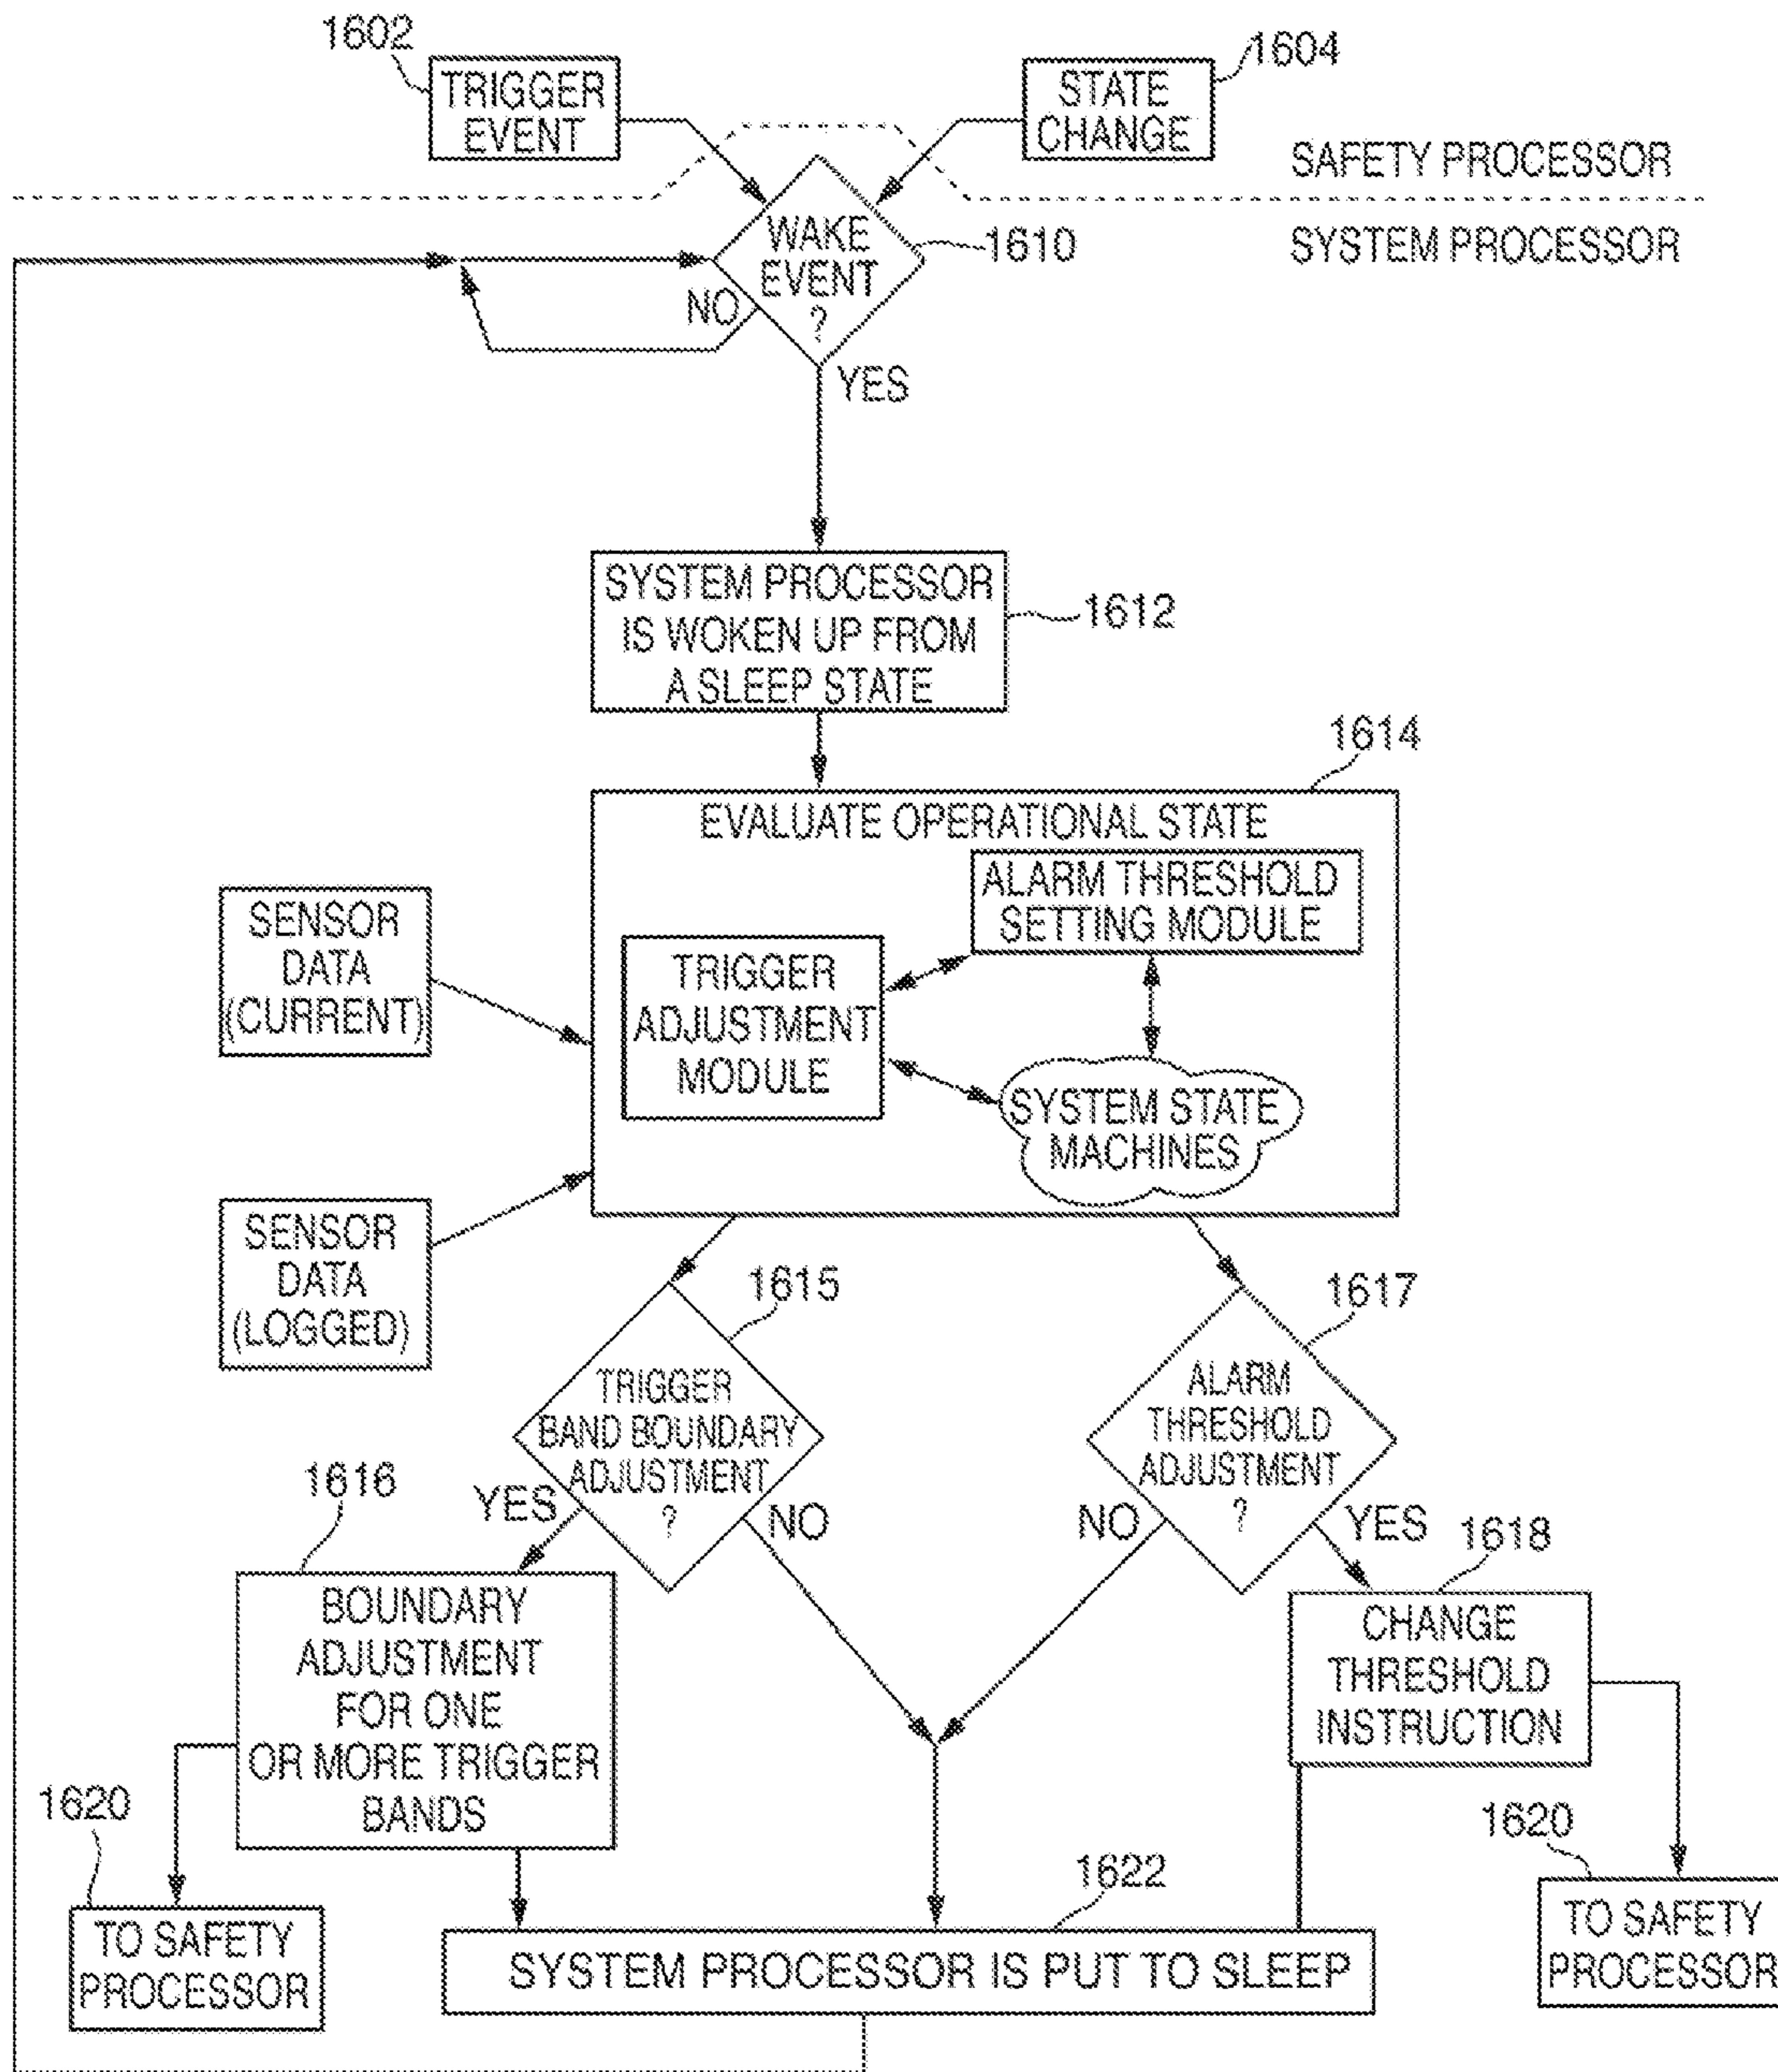 1602
TRIGGER
EVENT
1604
STATE
CHANGE
SAFETY PROCESSOR
SYSTEM PROCESSOR
WAKE
EVENT
?
1610
NO
YES
SYSTEM PROCESSOR
IS WOKEN UP FROM
A SLEEP STATE
1612
1614
EVALUATE OPERATIONAL STATE
ALARM THRESHOLD
SETTING MODULE
TRIGGER
ADJUSTMENT
MODULE
SYSTEM STATE
MACHINES
SENSOR
DATA
(CURRENT)
SENSOR
DATA
(LOGGED)
1615
TRIGGER
BAND BOUNDARY
ADJUSTMENT
?
YES
NO
1617
ALARM
THRESHOLD
ADJUSTMENT
?
NO
YES
1616
BOUNDARY
ADJUSTMENT
FOR ONE
OR MORE TRIGGER
BANDS
1618
CHANGE
THRESHOLD
INSTRUCTION
1620
TO SAFETY
PROCESSOR
1622
SYSTEM PROCESSOR IS PUT TO SLEEP
1620
TO SAFETY
PROCESSOR